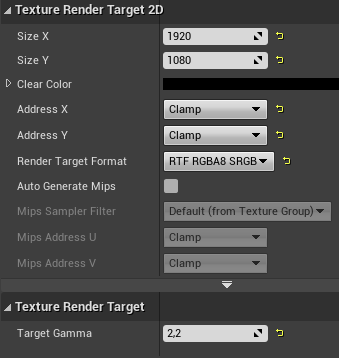 Texture Render Target 2D
Size X 1920
Size Y 1080
Clear Color
Address X Clamp
Address Y Clamp
Render Target Format RTF RGBA8 SRGB
Auto Generate Mips
Mips Sampler Filter Default (from Texture Group)
Mips Address U Clamp
Mips Address V Clamp
Texture Render Target
Target Gamma 2,2